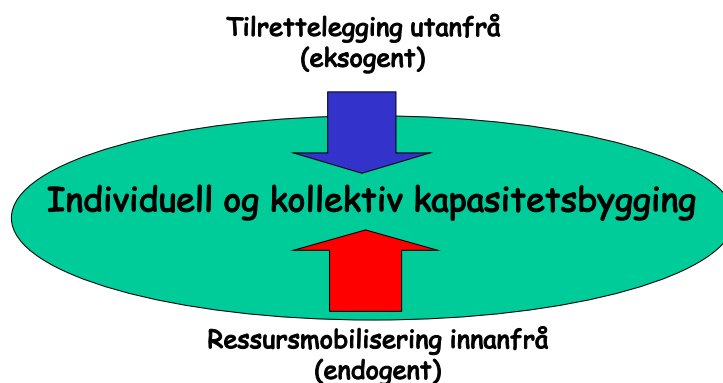 Tilrettelegging utanfrå
(eksogent)
Individuell og kollektiv kapasitetsbygging
Ressursmobilisering innanfrå
(endogent)